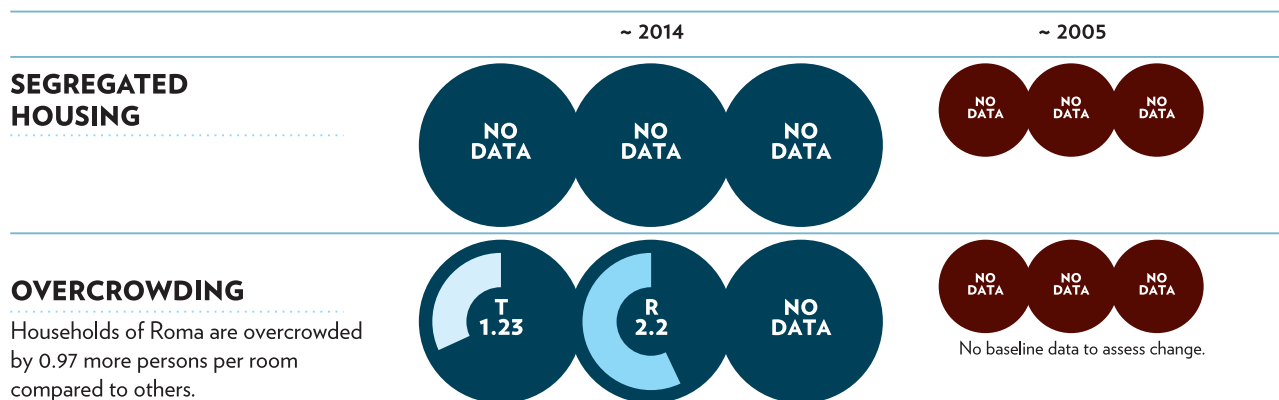 ~ 2014
~ 2005
SEGREGATED
HOUSING
NO
DATA
NO
DATA
NO
DATA
NO
DATA
NO
DATA
NO
DATA
OVERCROWDING
Households of Roma are overcrowded
by 0.97 more persons per room
compared to others.
T
1.23
R
2.2
NO
DATA
NO
DATA
NO
DATA
NO
DATA
No baseline data to assess change.